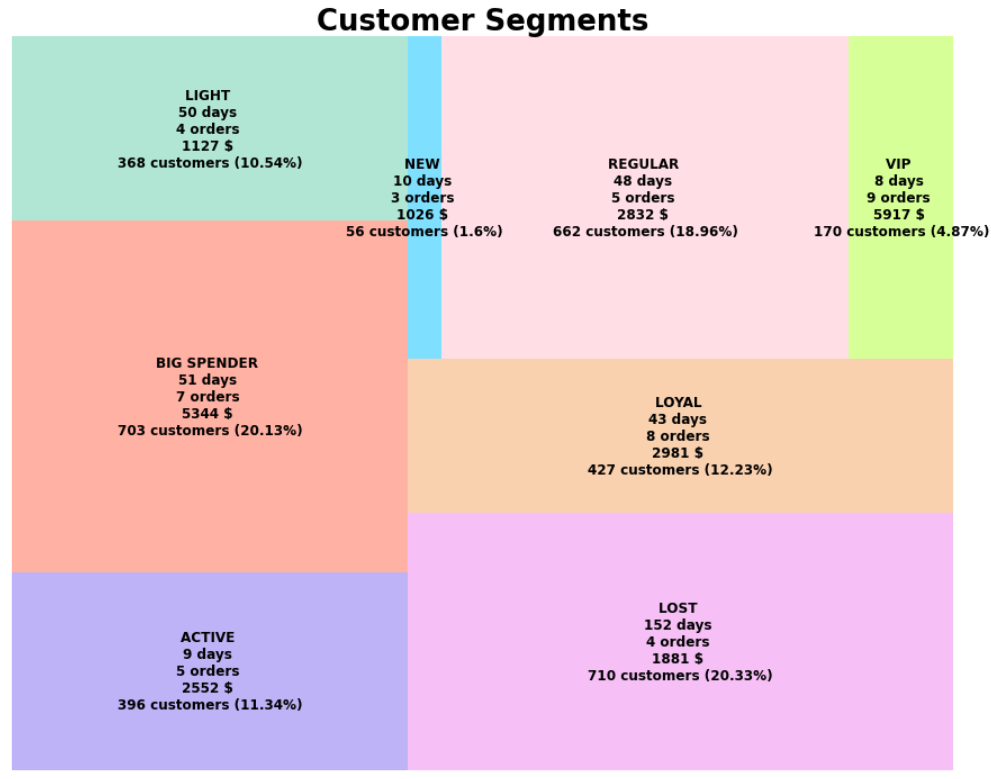 Customer Segments
LIGHT
50 days
4 orders
1127 $
368 customers (10.54%)
NEW
10 days
3 orders
1026 $
56 customers (1.6%)
REGULAR
48 days
5 orders
2832 $
662 customers (18.96%)
VIP
8 days
9 orders
5917 $
170 customers (4.87%)
BIG SPENDER
51 days
7 orders
5344 $
703 customers (20.13%)
LOYAL
43 days
8 orders
2981 $
427 customers (12.23%)
ACTIVE
9 days
5 orders
2552 $
396 customers (11.34%)
LOST
152 days
4 orders
1881 $
710 customers (20.33%)